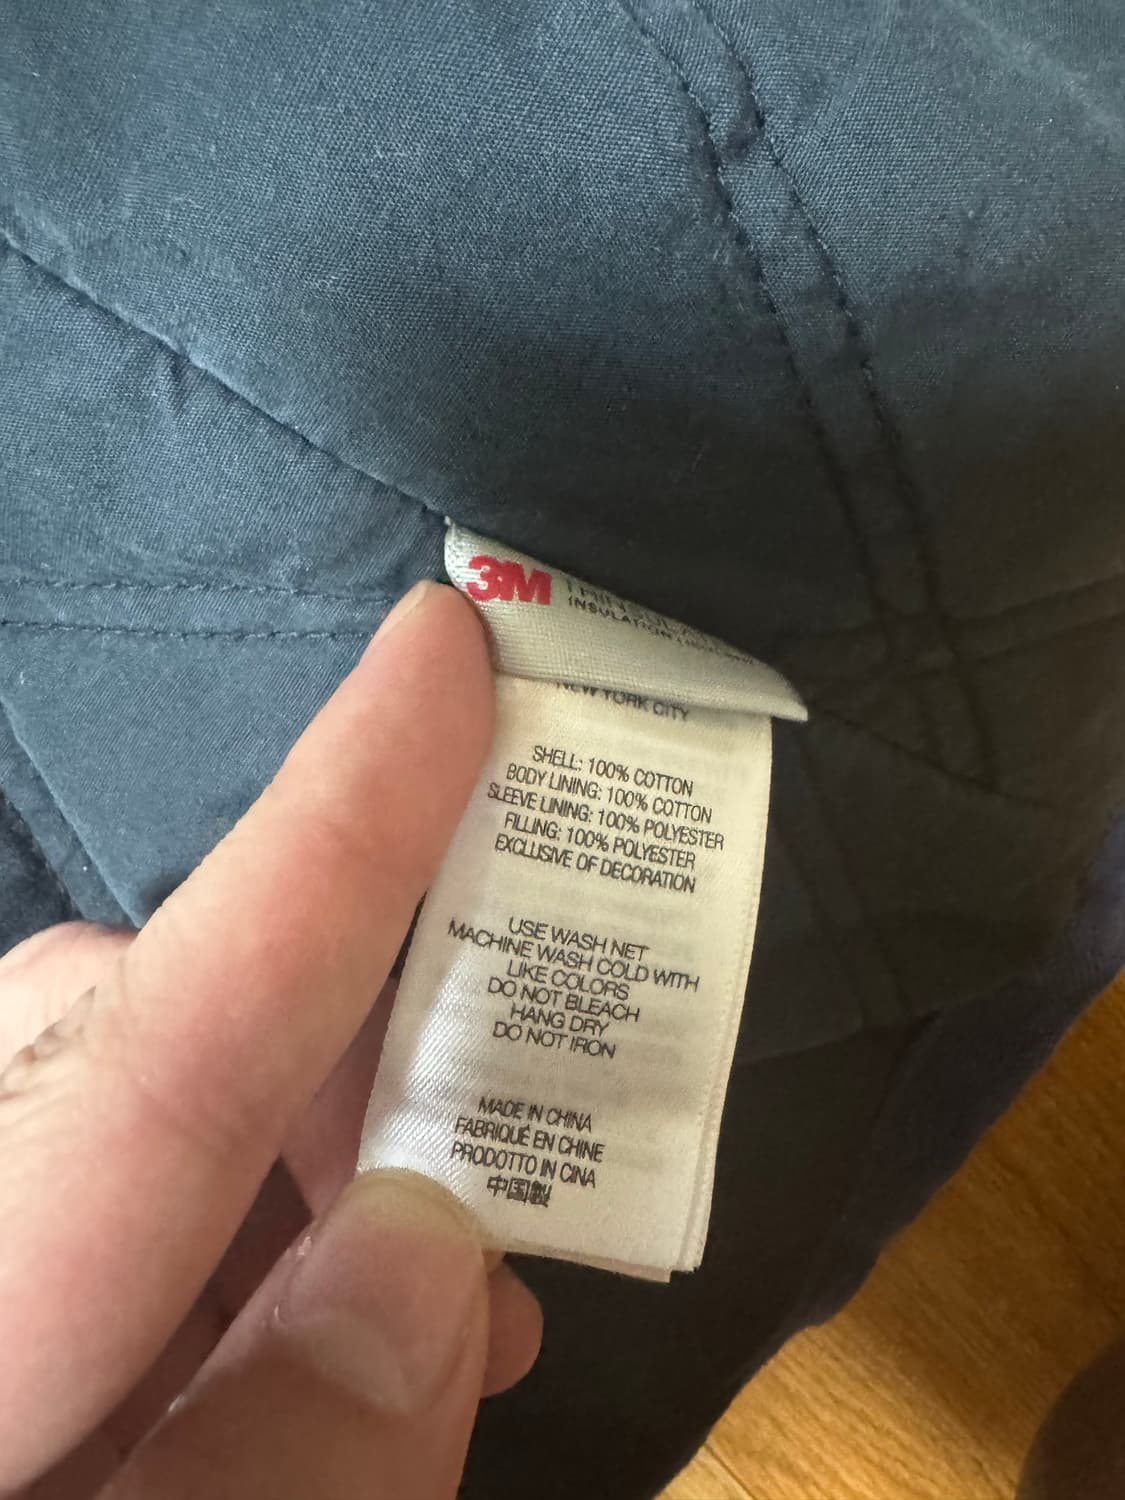 3M THINSULATE
INSULATION
NEW YORK CITY
SHELL: 100% COTTON
BODY LINING: 100% COTTON
SLEEVE LINING: 100% POLYESTER
FILLING: 100% POLYESTER
EXCLUSIVE OF DECORATION
USE WASH NET
MACHINE WASH COLD WITH
LIKE COLORS
DO NOT BLEACH
HANG DRY
DO NOT IRON
MADE IN CHINA
FABRIQUÉ EN CHINE
PRODOTTO IN CINA
中国製